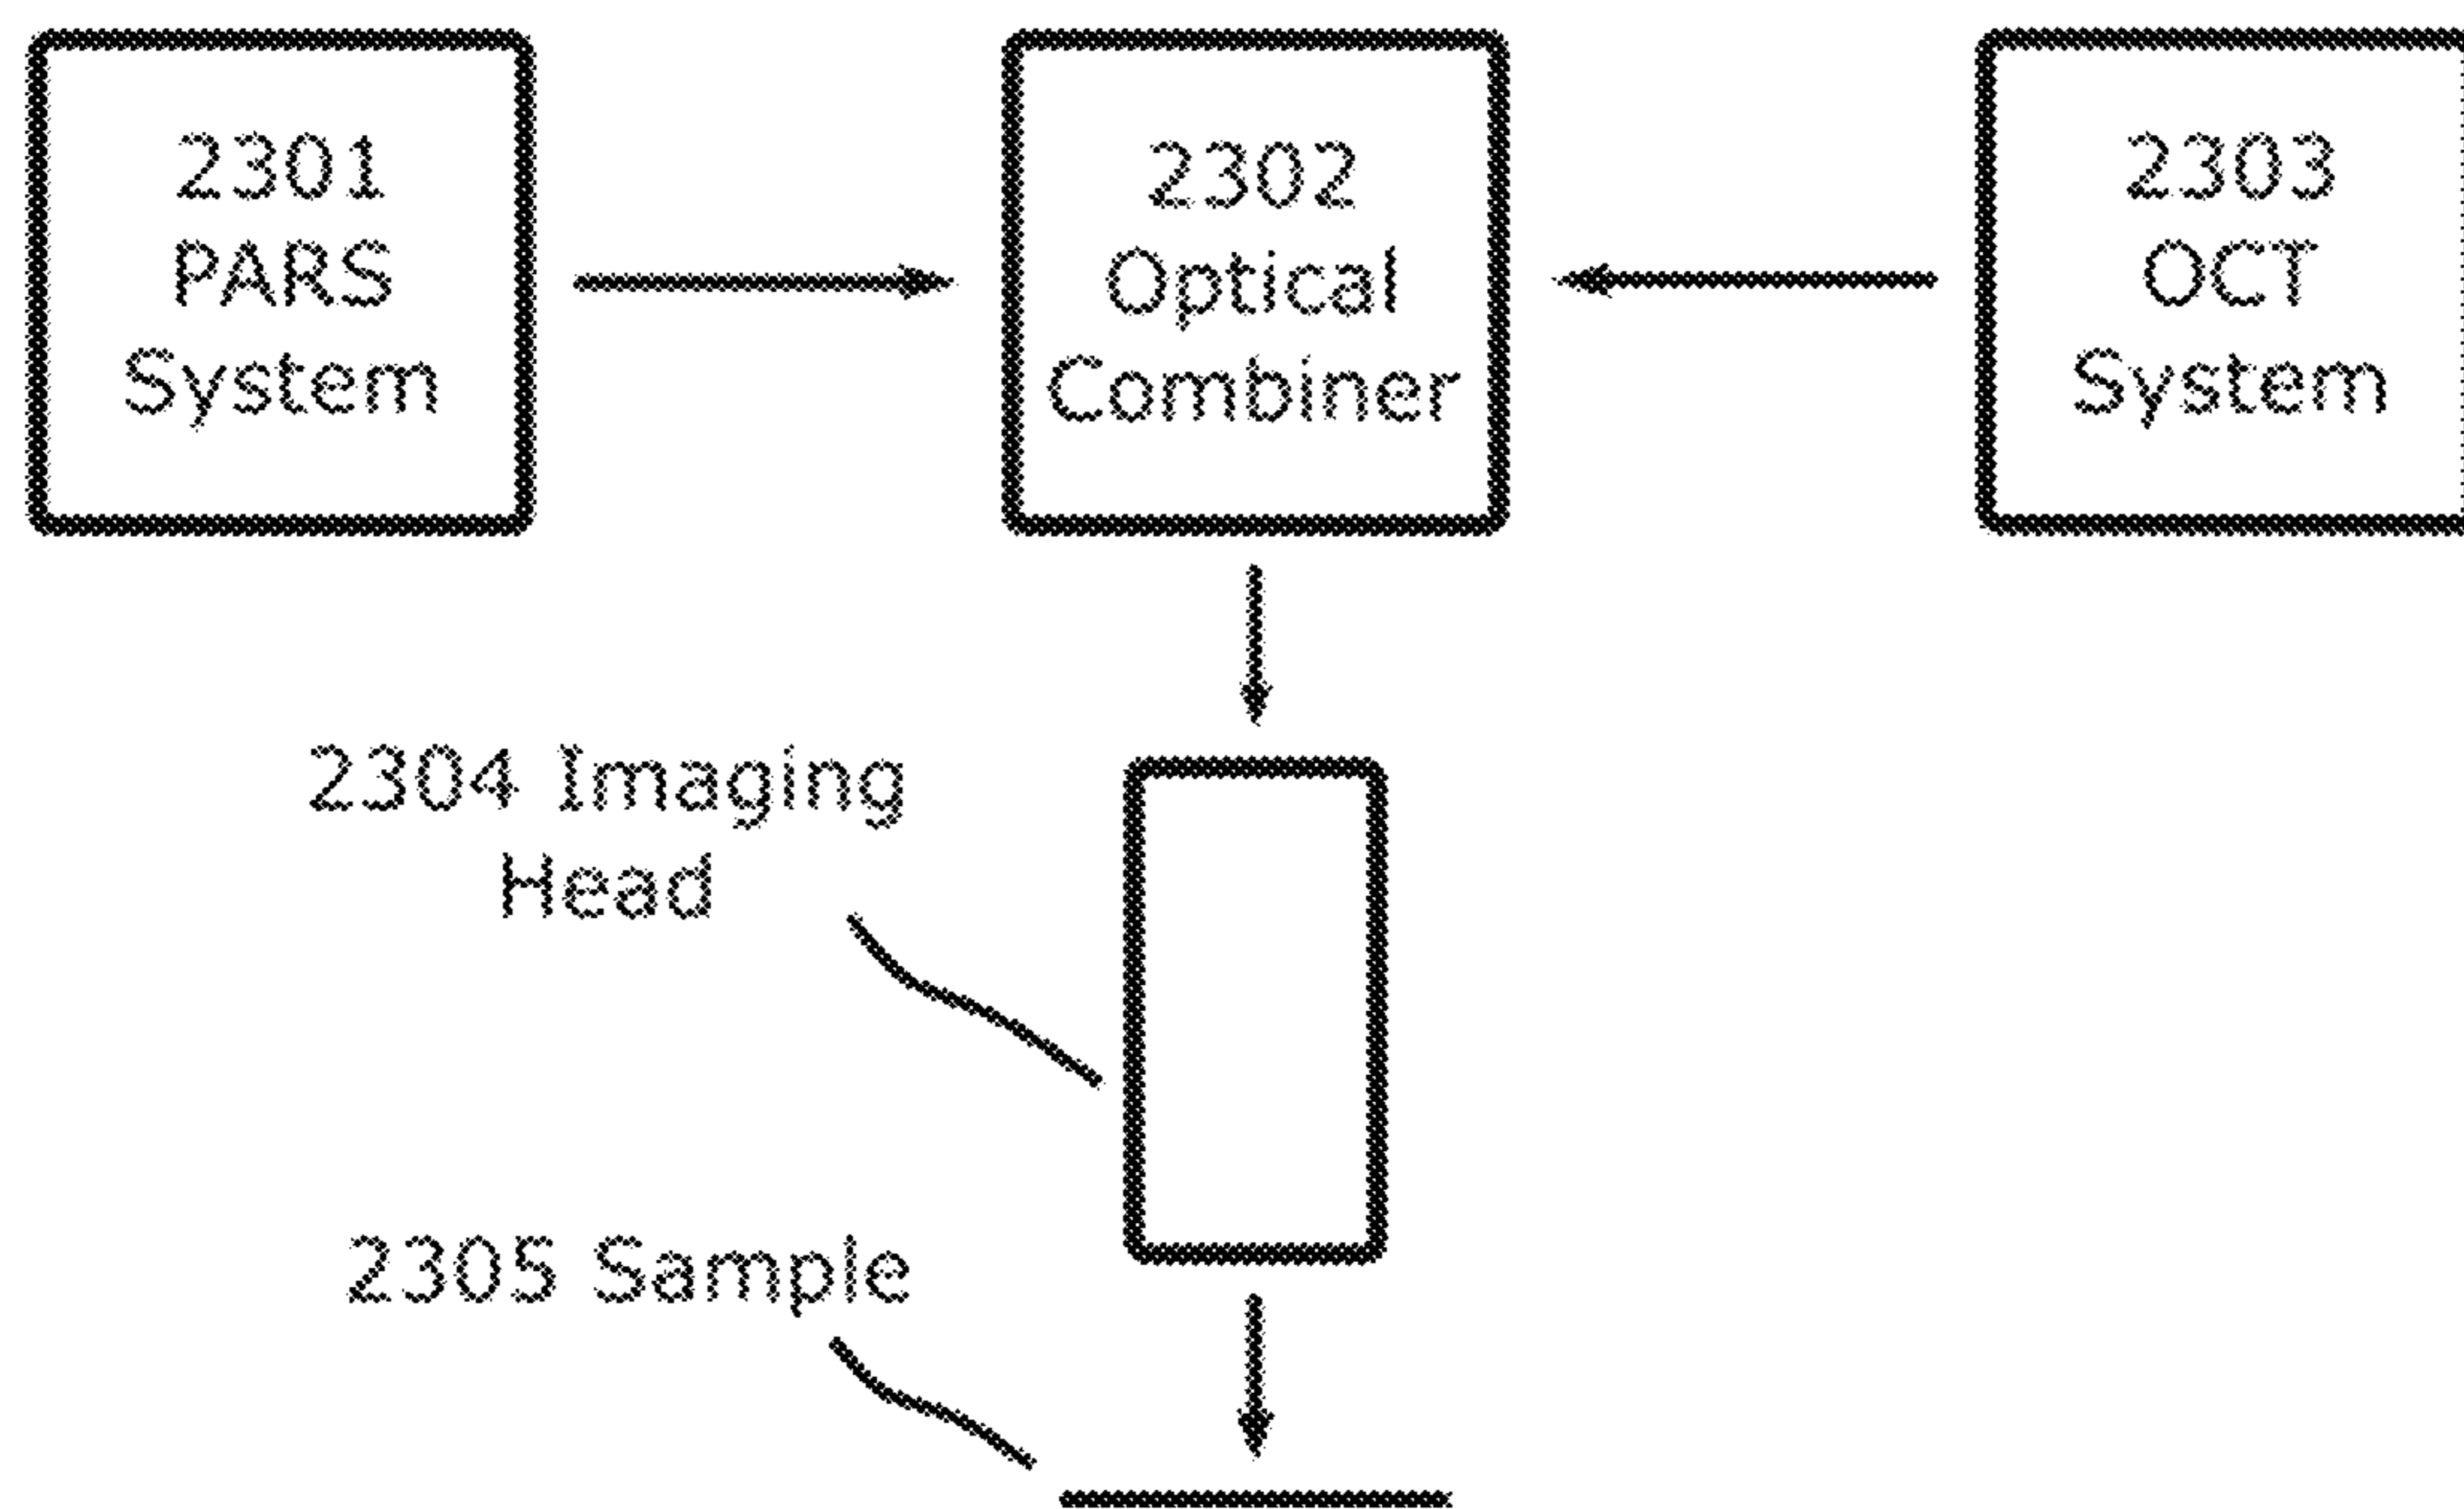 2301
PARS
System
2302
Optical
Combiner
2303
OCT
System
2304 Imaging
Head
2305 Sample